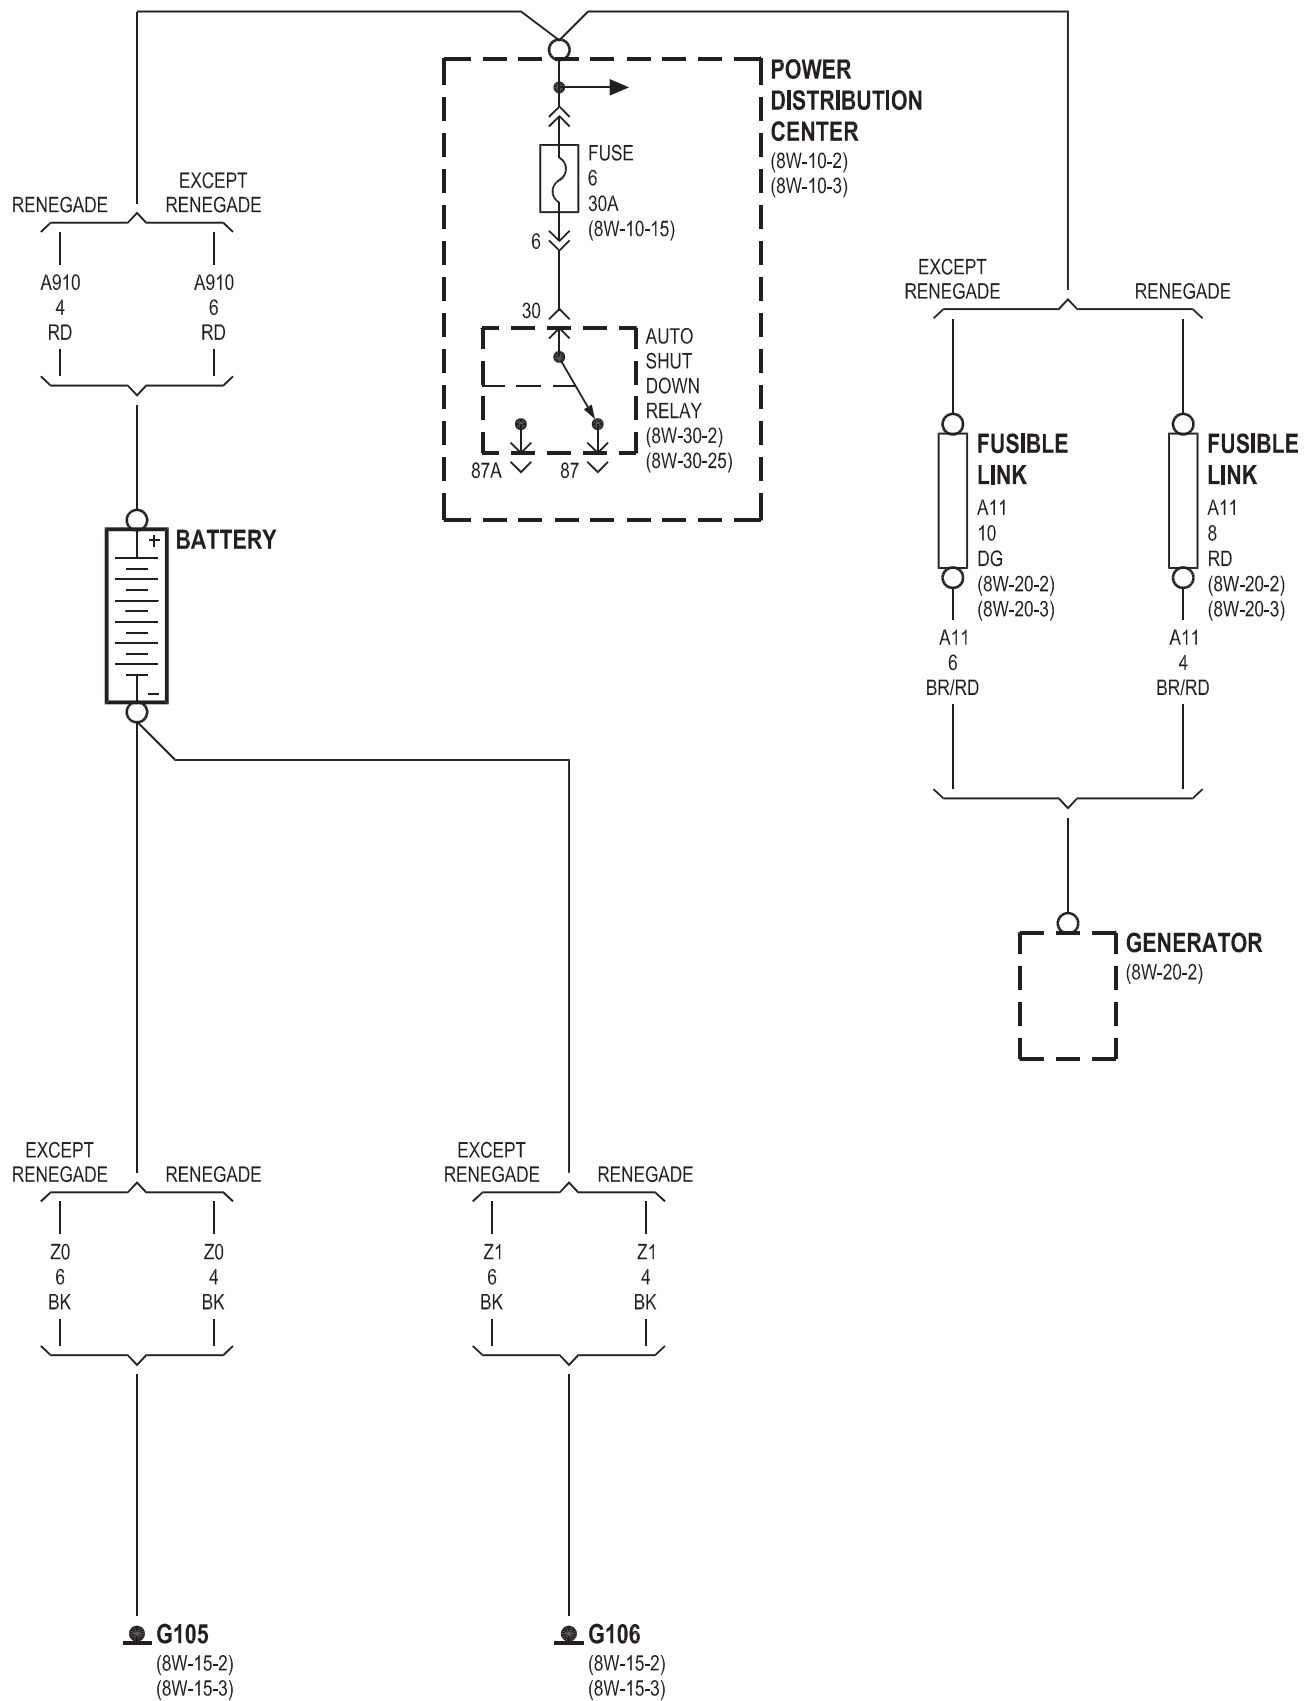 POWER
DISTRIBUTION
CENTER
(8W-10-2)
(8W-10-3)
FUSE
6
30A
(8W-10-15)
6
30
AUTO
SHUT
DOWN
RELAY
(8W-30-2)
(8W-30-25)
87A
87
RENEGADE
EXCEPT
RENEGADE
A910
4
RD
A910
6
RD
+
BATTERY
–
EXCEPT
RENEGADE
RENEGADE
FUSIBLE
LINK
A11
10
DG
(8W-20-2)
(8W-20-3)
FUSIBLE
LINK
A11
8
RD
(8W-20-2)
(8W-20-3)
A11
6
BR/RD
A11
4
BR/RD
GENERATOR
(8W-20-2)
EXCEPT
RENEGADE
RENEGADE
Z0
6
BK
Z0
4
BK
EXCEPT
RENEGADE
RENEGADE
Z1
6
BK
Z1
4
BK
G105
(8W-15-2)
(8W-15-3)
G106
(8W-15-2)
(8W-15-3)